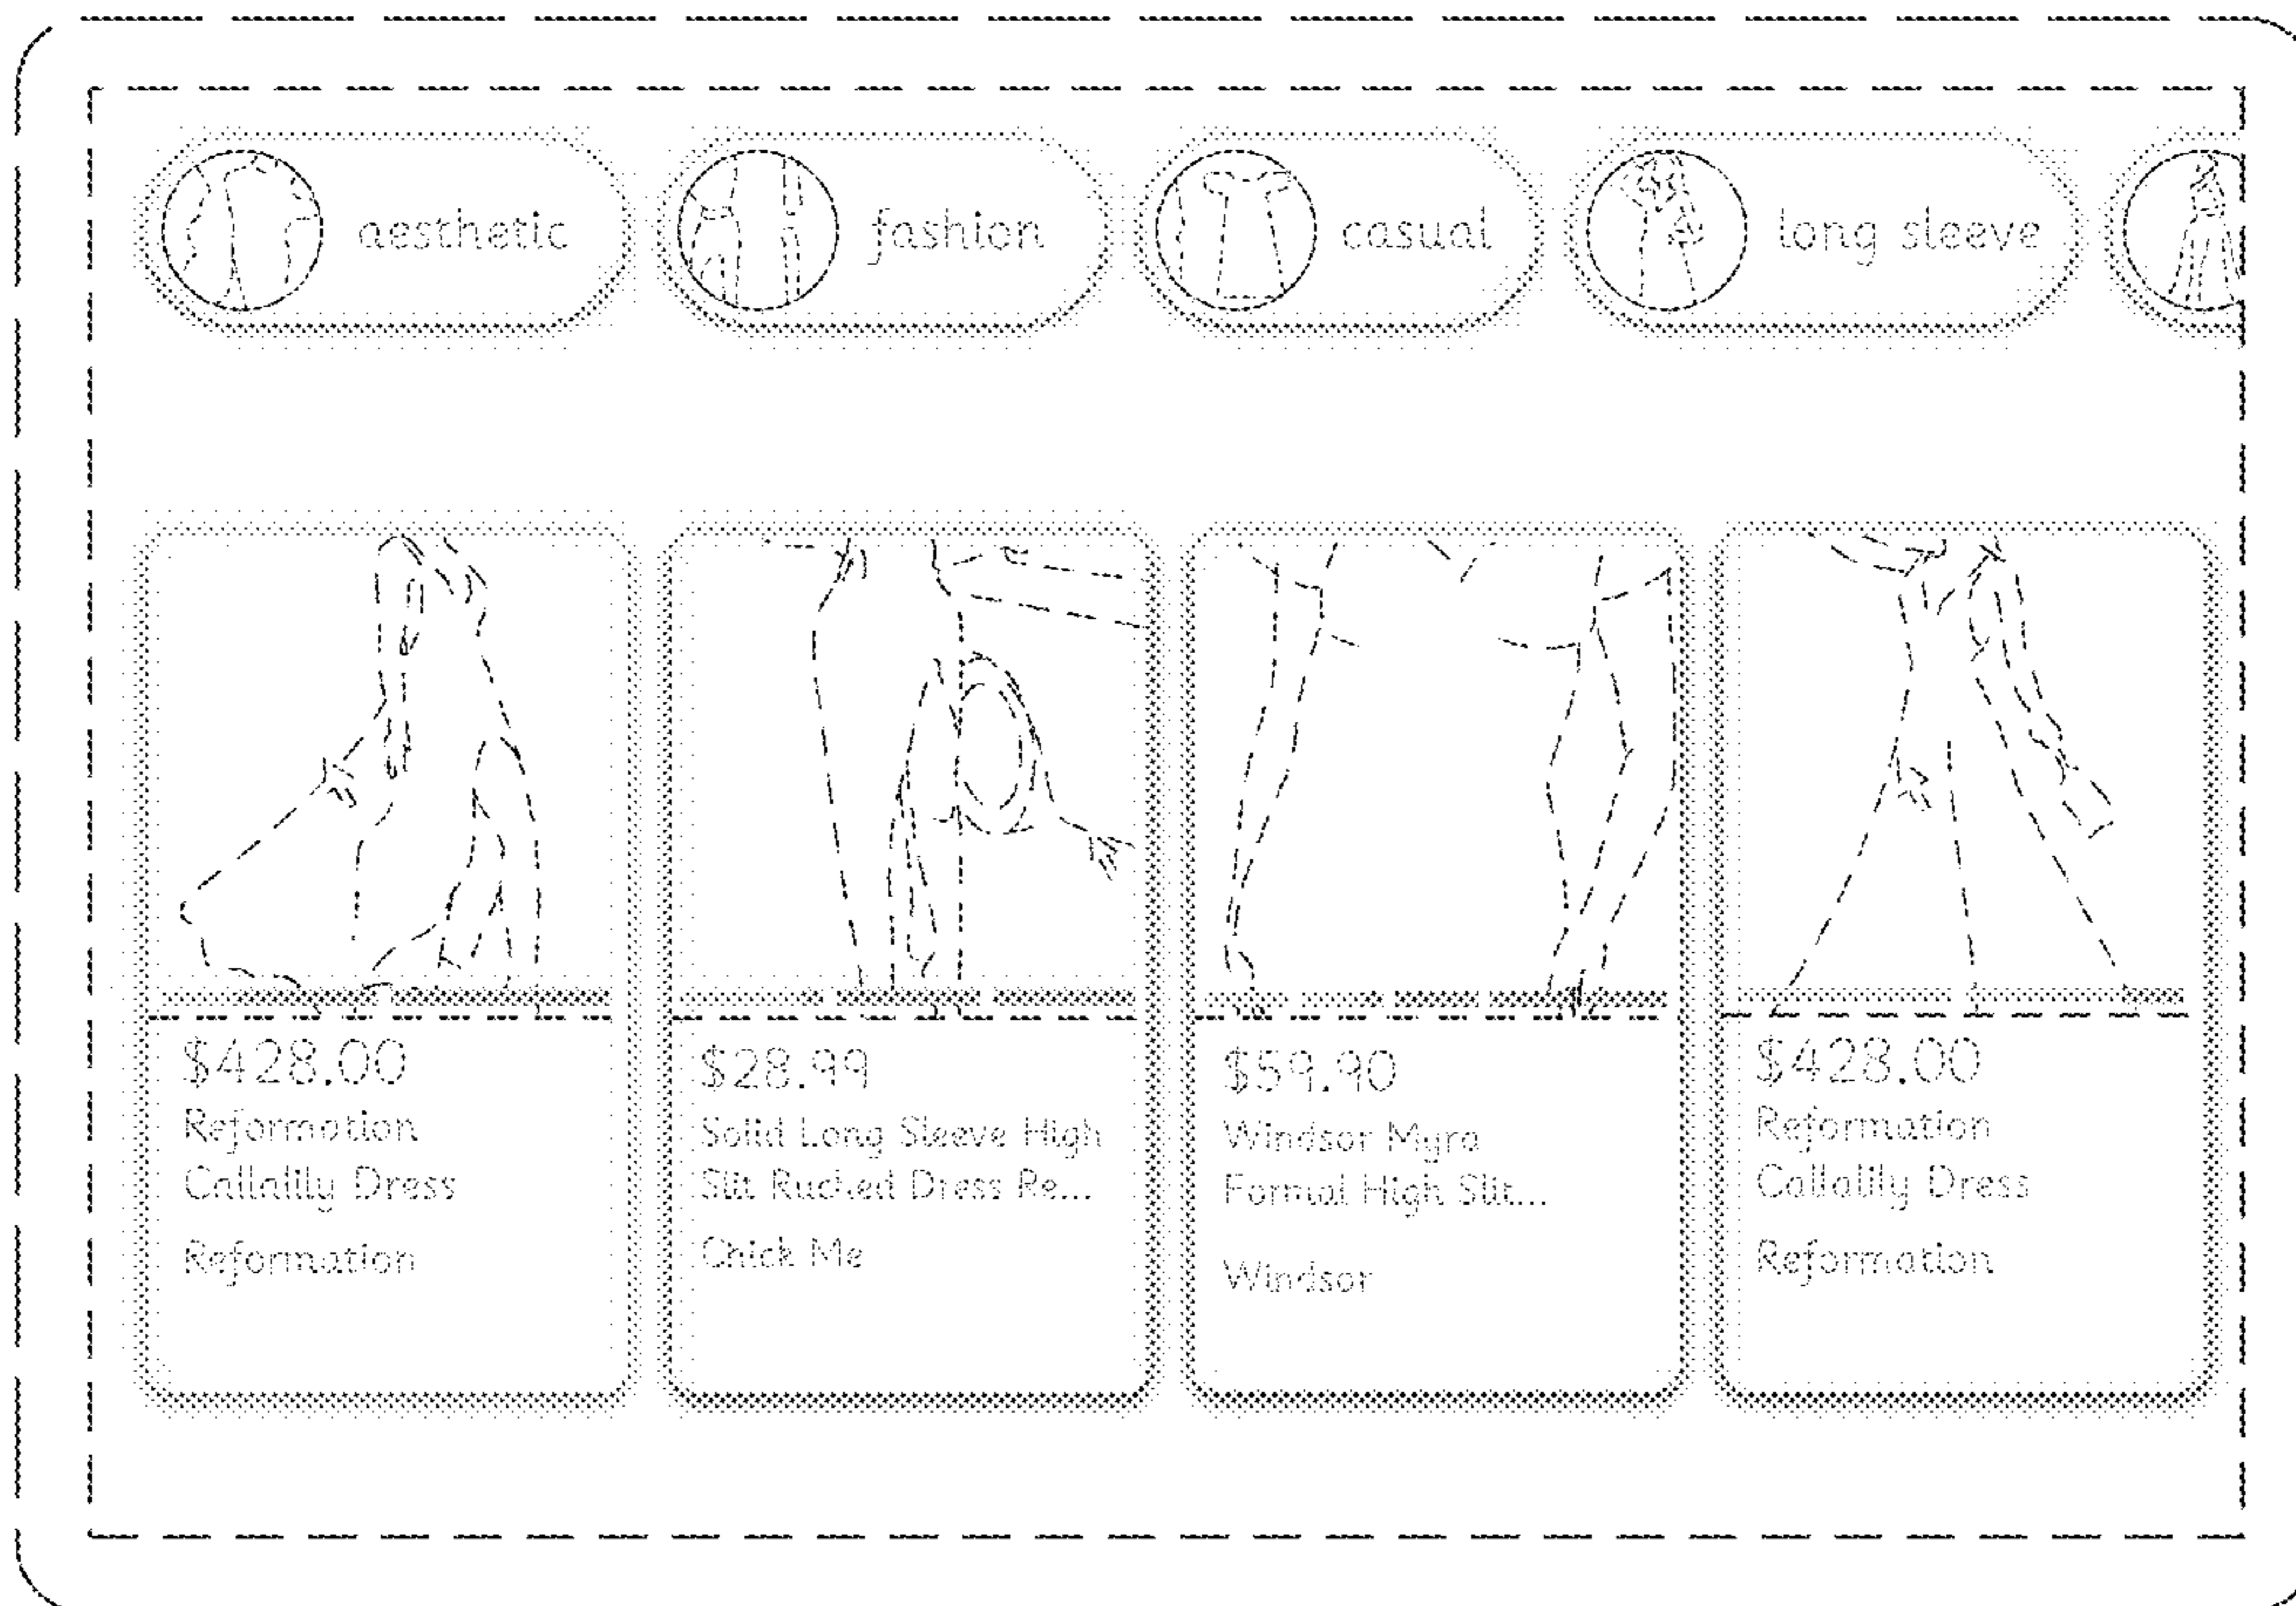 aesthetic
fashion
casual
long sleeve
$428.00
Reformation
Callalily Dress
Reformation
$28.99
Solid Long Sleeve High
Slit Ruched Dress Re...
Chick Me
$59.90
Windsor Myra
Formal High Slit...
Windsor
$428.00
Reformation
Callalily Dress
Reformation